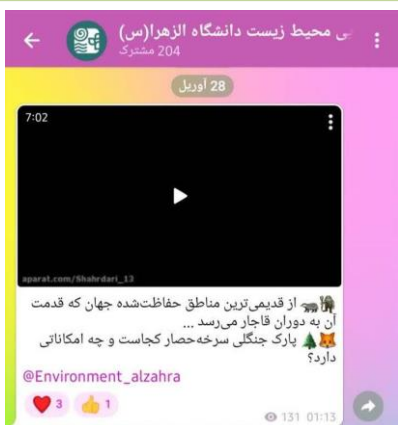 ی محیط زیست دانشگاه الزهرا(س)
204 مشترک
28 آوریل
7:02
aparat.com/Shahrdari_13
از قدیمی‌ترین مناطق حفاظت‌شده جهان که قدمت
آن به دوران قاجار می‌رسد ...
پارک جنگلی سرخه‌حصار کجاست و چه امکاناتی
دارد؟
@Environment_alzahra
3 1
131 01:13